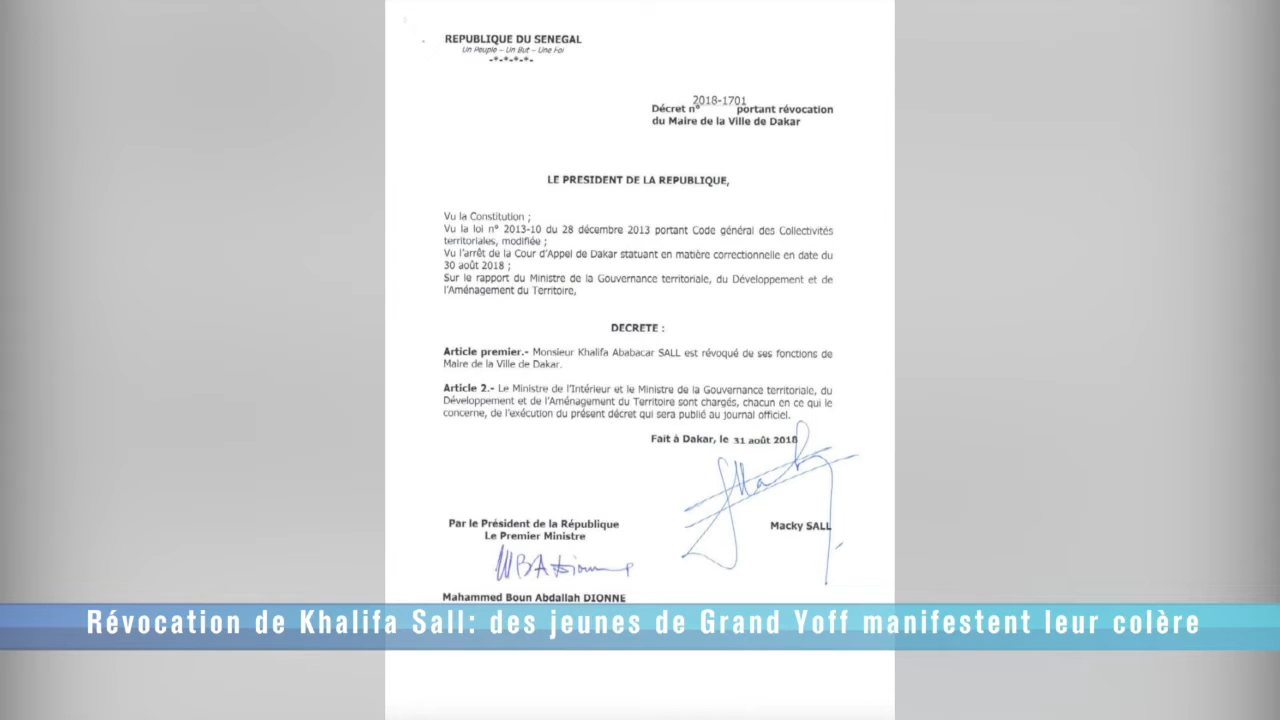 REPUBLIQUE DU SENEGAL
Un Peuple – Un But – Une Foi
-*-*-*-*-
2018-1701
Décret n° portant révocation
du Maire de la Ville de Dakar
LE PRESIDENT DE LA REPUBLIQUE,
Vu la Constitution ;
Vu la loi n° 2013-10 du 28 décembre 2013 portant Code général des Collectivités
territoriales, modifiée ;
Vu l'arrêt de la Cour d'Appel de Dakar statuant en matière correctionnelle en date du
30 août 2018 ;
Sur le rapport du Ministre de la Gouvernance territoriale, du Développement et de
l'Aménagement du Territoire,
DECRETE :
Article premier.- Monsieur Khalifa Ababacar SALL est révoqué de ses fonctions de
Maire de la Ville de Dakar.
Article 2.- Le Ministre de l'Intérieur et le Ministre de la Gouvernance territoriale, du
Développement et de l'Aménagement du Territoire sont chargés, chacun en ce qui le
concerne, de l'exécution du présent décret qui sera publié au journal officiel.
Fait à Dakar, le 31 août 2018
Par le Président de la République
Le Premier Ministre
Macky SALL
Mahammed Boun Abdallah DIONNE
Révocation de Khalifa Sall: des jeunes de Grand Yoff manifestent leur colère